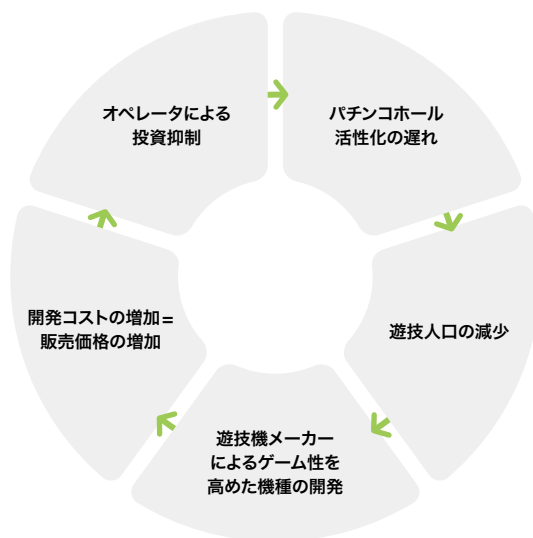 オペレータによる
投資抑制
パチンコホール
活性化の遅れ
遊技人口の減少
遊技機メーカー
によるゲーム性を
高めた機種の開発
開発コストの増加=
販売価格の増加